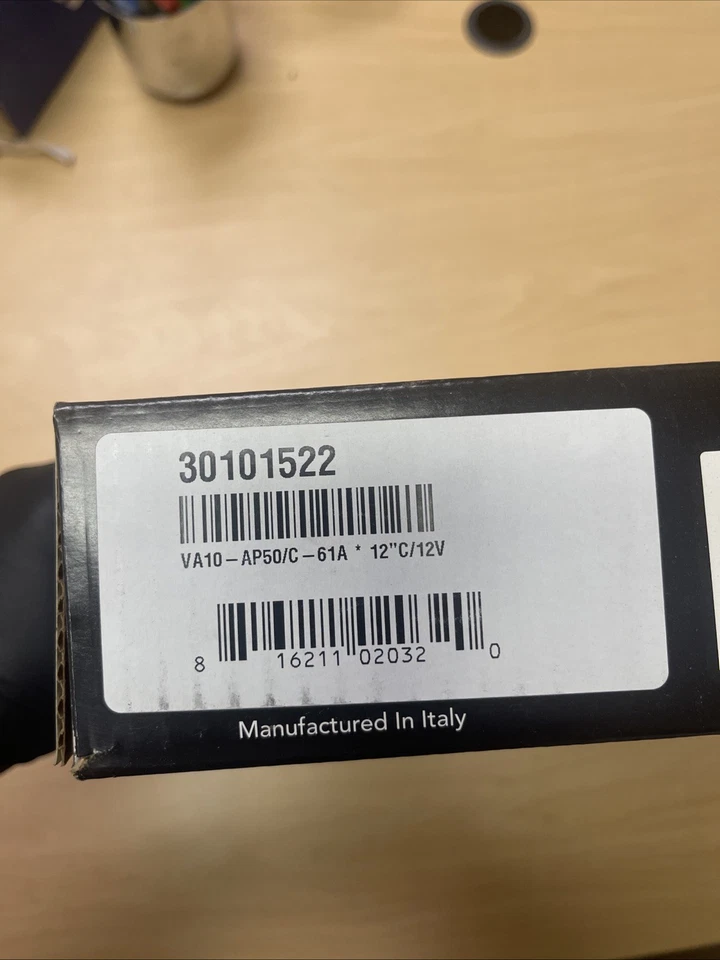 30101522
VA10-AP50/C-61A * 12"C/12V
8 16211 02032 0
Manufactured In Italy